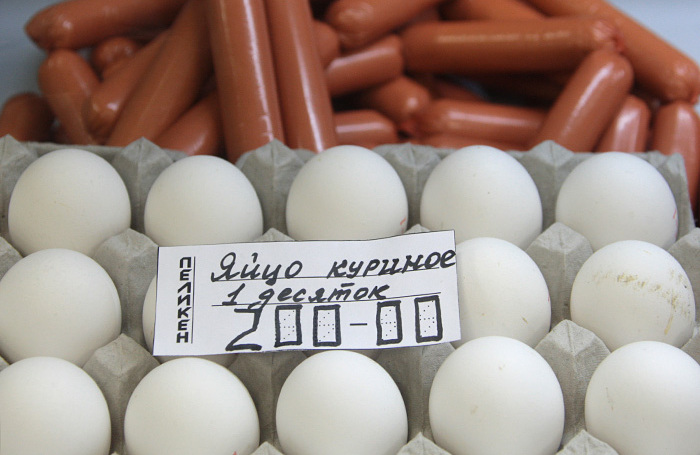 ПЕЛИКЕН
Яйцо куриное
1 десяток
200-00